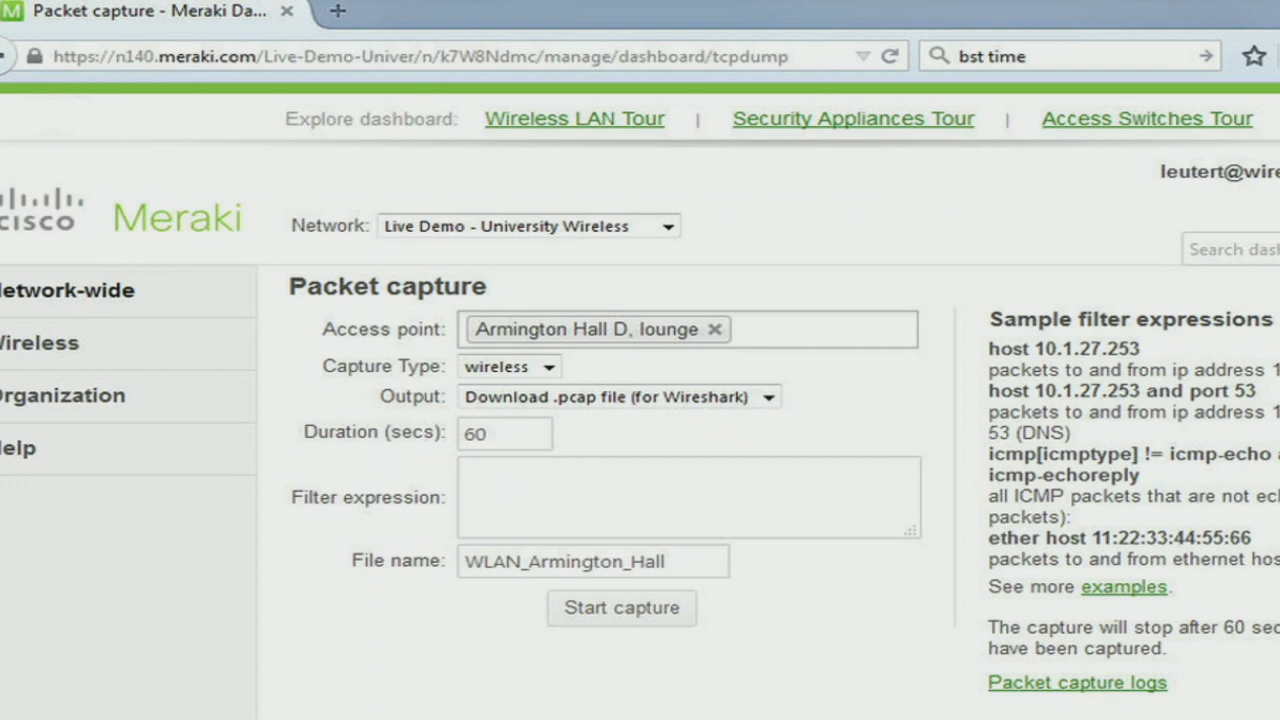 Packet capture - Meraki Da...
https://n140.meraki.com/Live-Demo-Univer/n/k7W8Ndmc/manage/dashboard/tcpdump
bst time
Explore dashboard: Wireless LAN Tour | Security Appliances Tour | Access Switches Tour
leutert@wire
CISCO Meraki
Network: Live Demo - University Wireless
Search das
etwork-wide
ireless
rganization
elp
Packet capture
Access point: Armington Hall D, lounge
Capture Type: wireless
Output: Download .pcap file (for Wireshark)
Duration (secs): 60
Filter expression:
File name: WLAN_Armington_Hall
Start capture
Sample filter expressions
host 10.1.27.253
packets to and from ip address 1
host 10.1.27.253 and port 53
packets to and from ip address 1
53 (DNS)
icmp[icmptype] != icmp-echo a
icmp-echoreply
all ICMP packets that are not ech
packets):
ether host 11:22:33:44:55:66
packets to and from ethernet hos
See more examples.
The capture will stop after 60 sec
have been captured.
Packet capture logs